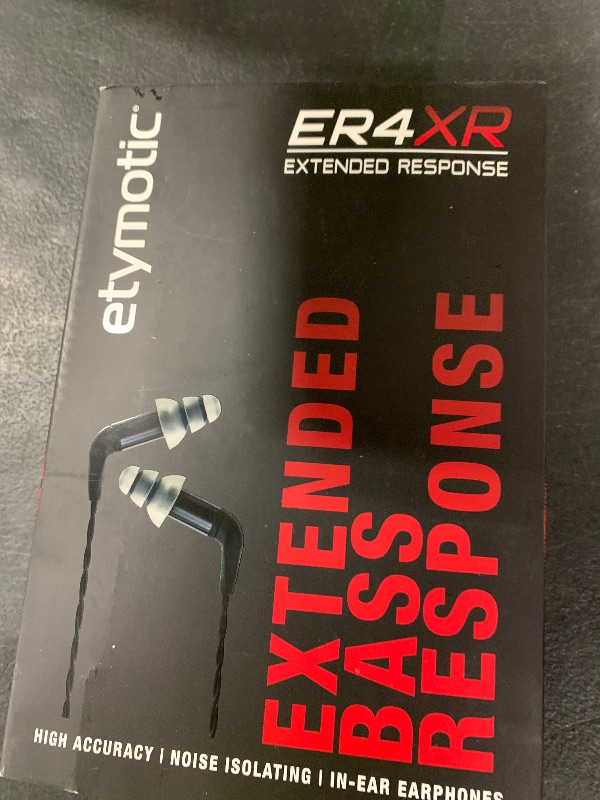 etymotic®
ER4XR
EXTENDED RESPONSE
EXTENDED
BASS
RESPONSE
HIGH ACCURACY | NOISE ISOLATING | IN-EAR EARPHONES